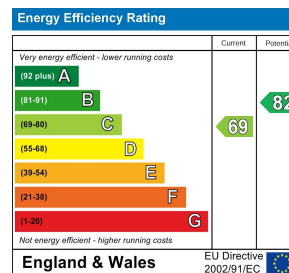 Energy Efficiency Rating
Current Potenti
Very energy efficient - lower running costs
(92 plus) A
(81-91) B
(69-80) C
(55-68) D
(39-54) E
(21-38) F
(1-20) G
69
82
Not energy efficient - higher running costs
England & Wales
EU Directive
2002/91/EC